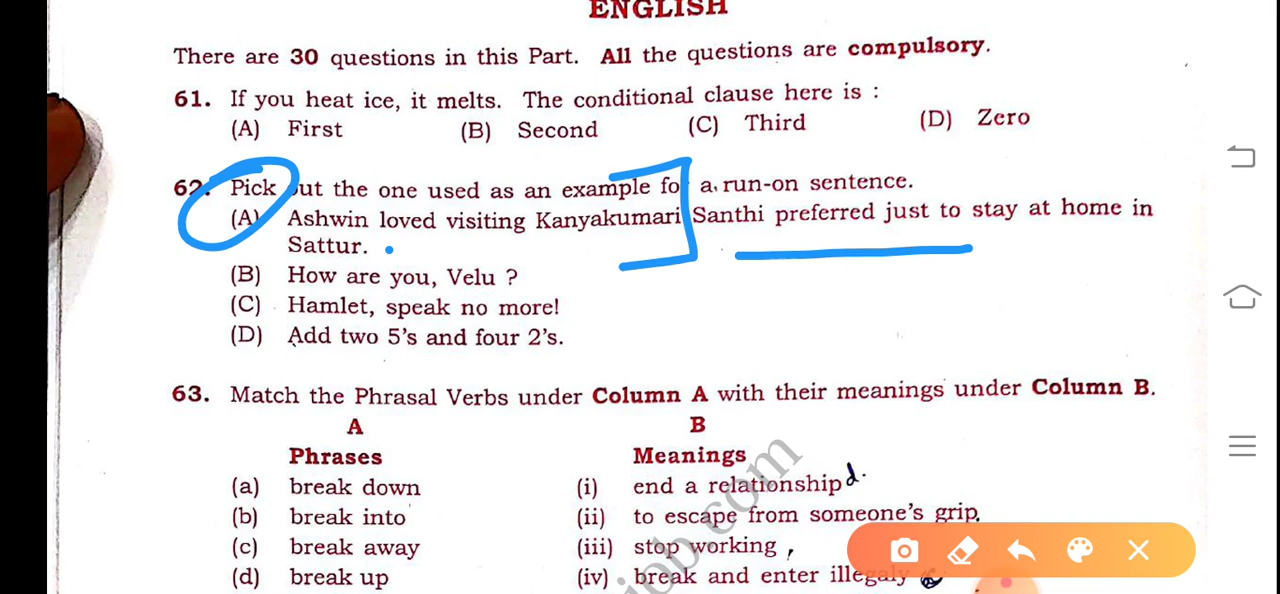 ENGLISH
There are 30 questions in this Part. All the questions are compulsory.
61. If you heat ice, it melts. The conditional clause here is :
(A) First (B) Second (C) Third (D) Zero
62. Pick out the one used as an example for a run-on sentence.
(A) Ashwin loved visiting Kanyakumari Santhi preferred just to stay at home in
Sattur.
(B) How are you, Velu ?
(C) Hamlet, speak no more!
(D) Add two 5's and four 2's.
63. Match the Phrasal Verbs under Column A with their meanings under Column B.
A B
Phrases Meanings
(a) break down (i) end a relationship d.
(b) break into (ii) to escape from someone's grip.
(c) break away (iii) stop working
(d) break up (iv) break and enter illegaly
job.com